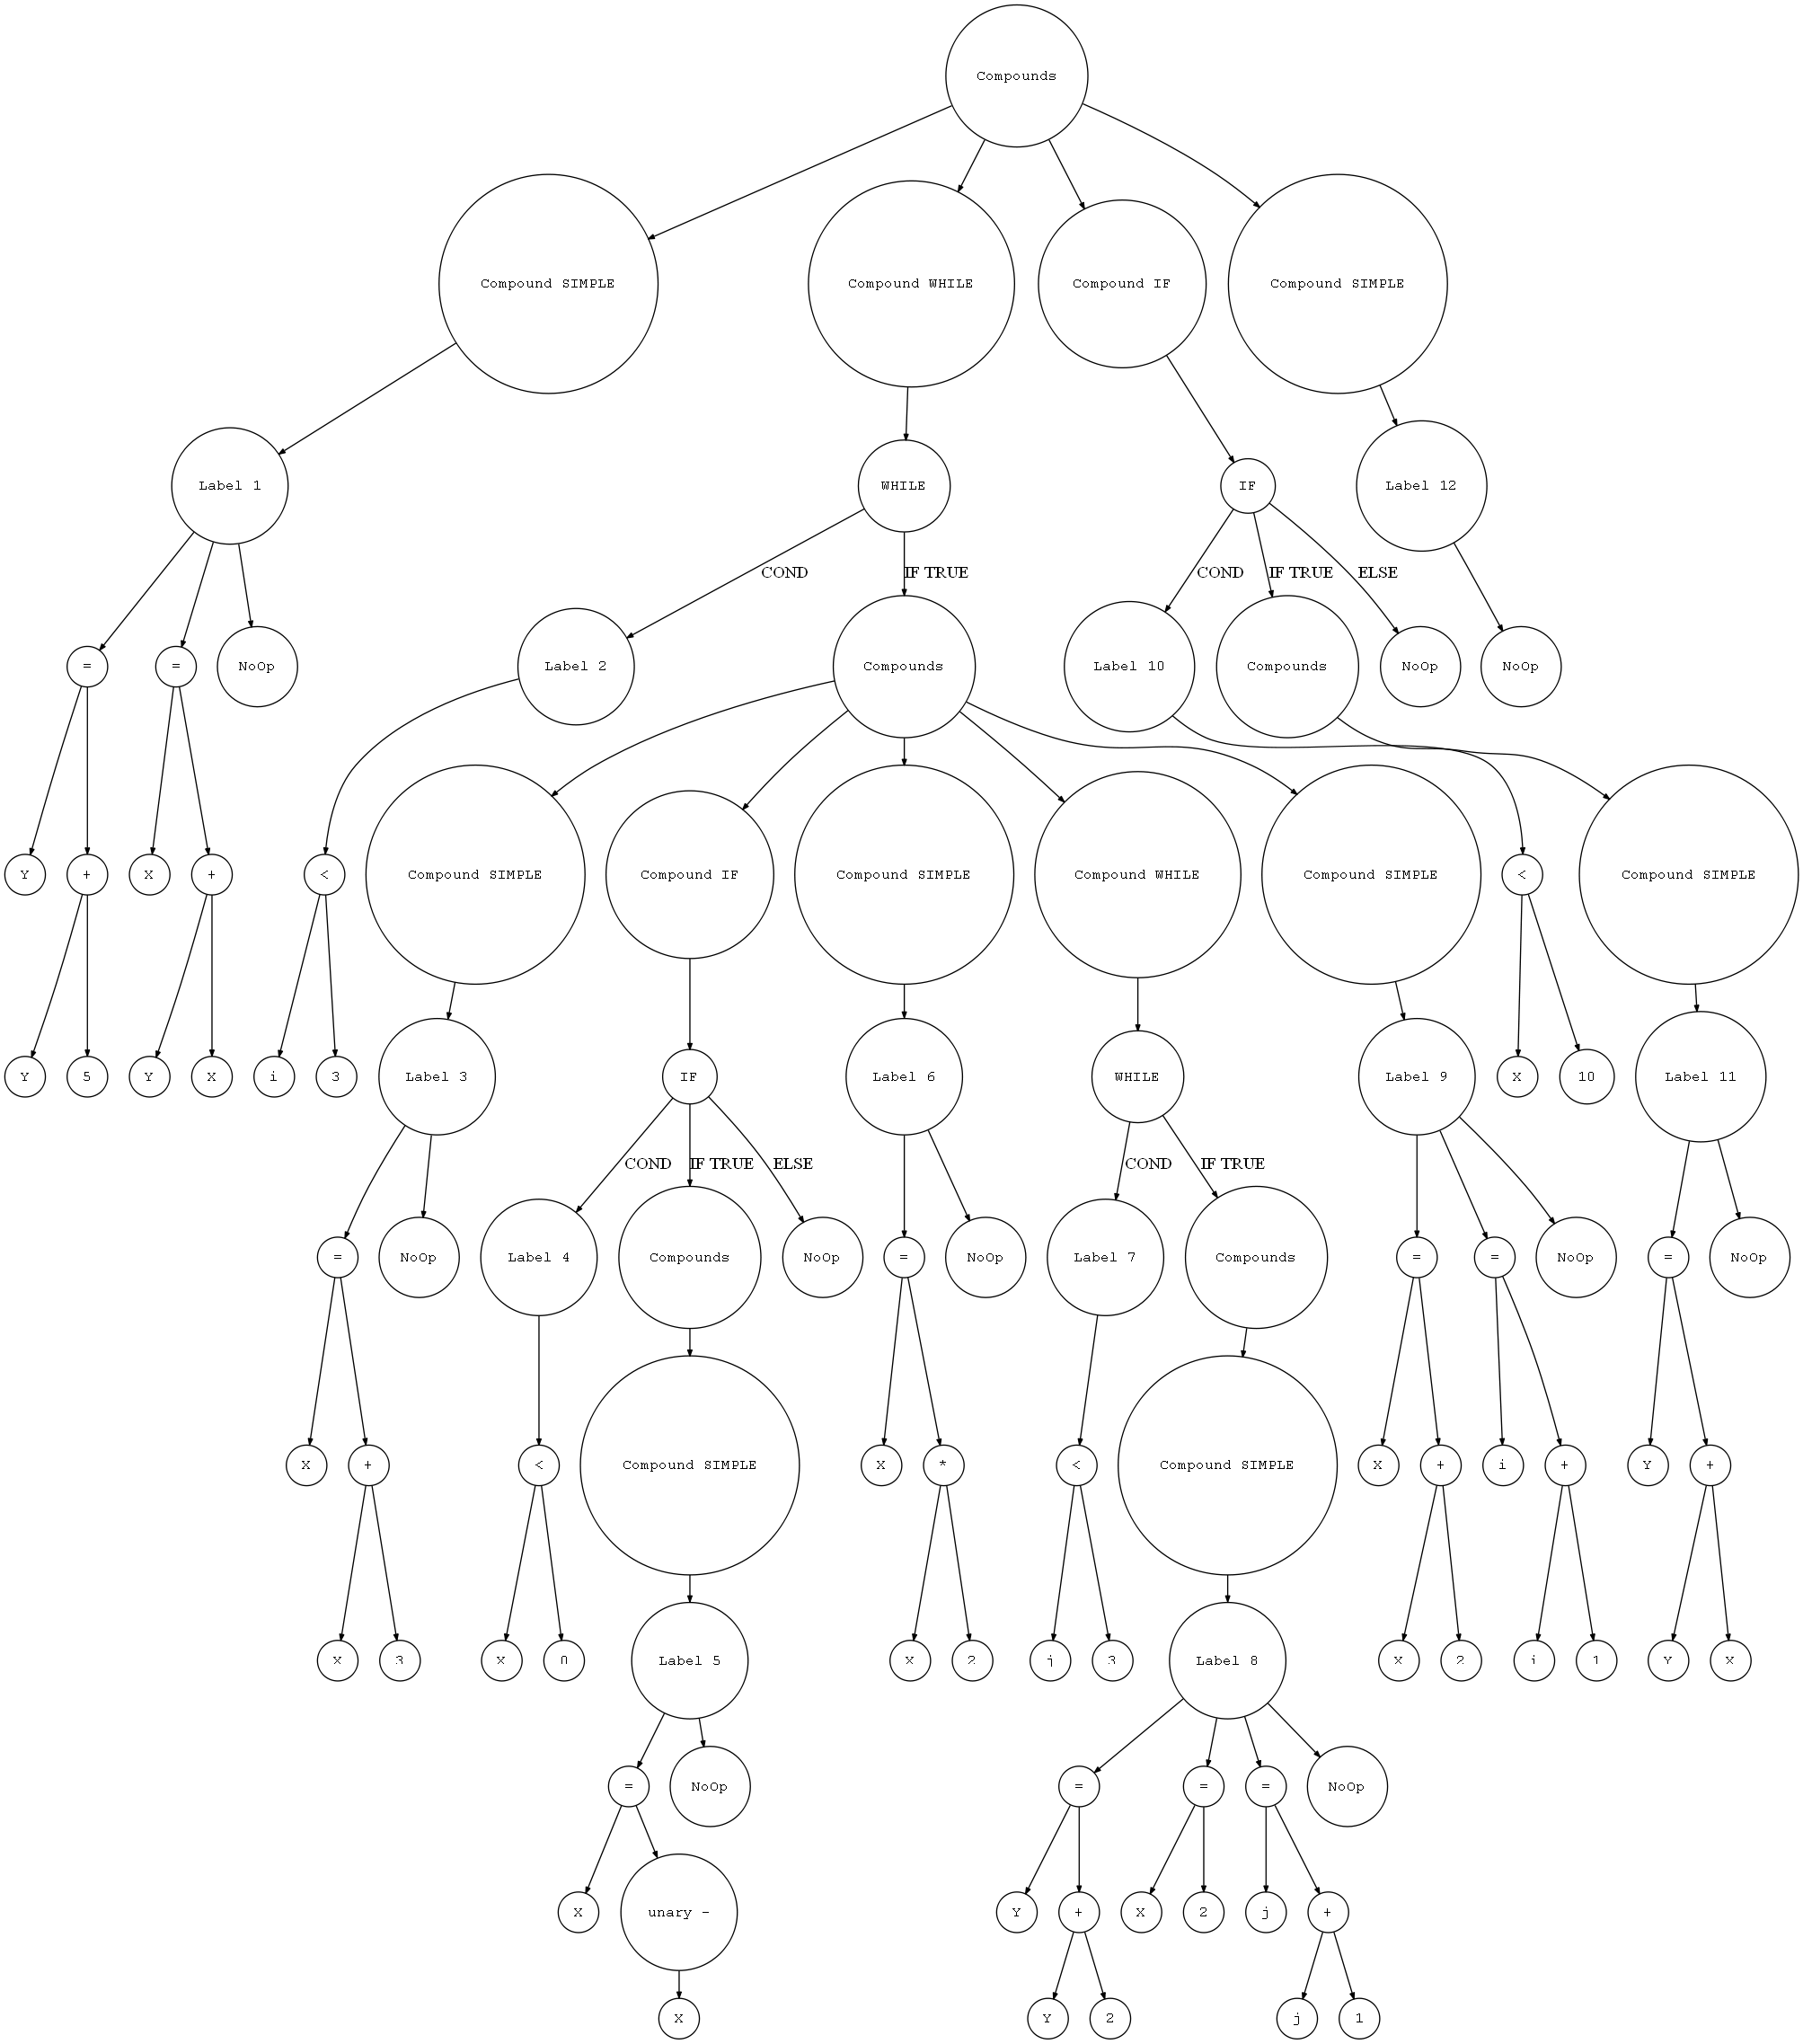 Compounds
Compound SIMPLE
Compound WHILE
Compound IF
Compound SIMPLE
Label 1
WHILE
IF
Label 12
COND
IF TRUE
COND
IF TRUE
ELSE
=
=
NoOp
Label 2
Compounds
Label 10
Compounds
NoOp
NoOp
Y
+
X
+
<
Compound SIMPLE
Compound IF
Compound SIMPLE
Compound WHILE
Compound SIMPLE
<
Compound SIMPLE
Y
5
Y
X
i
3
Label 3
IF
Label 6
WHILE
Label 9
X
10
Label 11
COND
IF TRUE
ELSE
COND
IF TRUE
=
NoOp
Label 4
Compounds
NoOp
=
NoOp
Label 7
Compounds
=
=
NoOp
=
NoOp
X
+
<
Compound SIMPLE
X
*
<
Compound SIMPLE
X
+
i
+
Y
+
X
3
X
0
Label 5
X
2
j
3
Label 8
X
2
i
1
Y
X
=
NoOp
=
=
=
NoOp
X
unary -
Y
+
X
2
j
+
X
Y
2
j
1